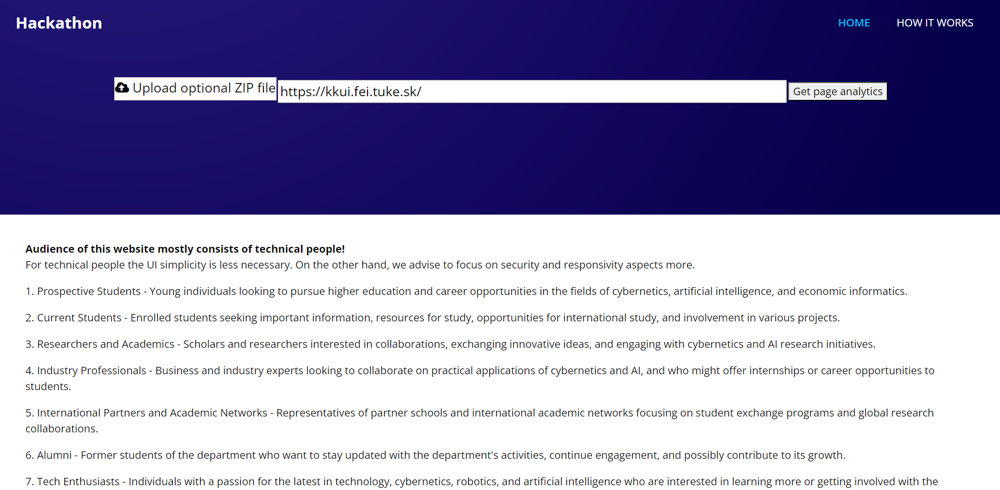 Hackathon
HOME
HOW IT WORKS
Upload optional ZIP file
https://kkui.fei.tuke.sk/
Get page analytics
Audience of this website mostly consists of technical people!
For technical people the UI simplicity is less necessary. On the other hand, we advise to focus on security and responsivity aspects more.
1. Prospective Students - Young individuals looking to pursue higher education and career opportunities in the fields of cybernetics, artificial intelligence, and economic informatics.
2. Current Students - Enrolled students seeking important information, resources for study, opportunities for international study, and involvement in various projects.
3. Researchers and Academics - Scholars and researchers interested in collaborations, exchanging innovative ideas, and engaging with cybernetics and AI research initiatives.
4. Industry Professionals - Business and industry experts looking to collaborate on practical applications of cybernetics and AI, and who might offer internships or career opportunities to
students.
5. International Partners and Academic Networks - Representatives of partner schools and international academic networks focusing on student exchange programs and global research
collaborations.
6. Alumni - Former students of the department who want to stay updated with the department's activities, continue engagement, and possibly contribute to its growth.
7. Tech Enthusiasts - Individuals with a passion for the latest in technology, cybernetics, robotics, and artificial intelligence who are interested in learning more or getting involved with the